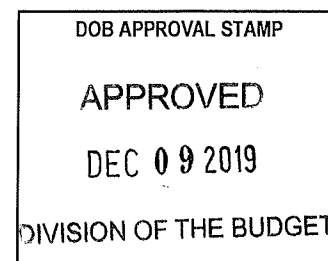 DOB APPROVAL STAMP
APPROVED
DEC 09 2019
DIVISION OF THE BUDGET